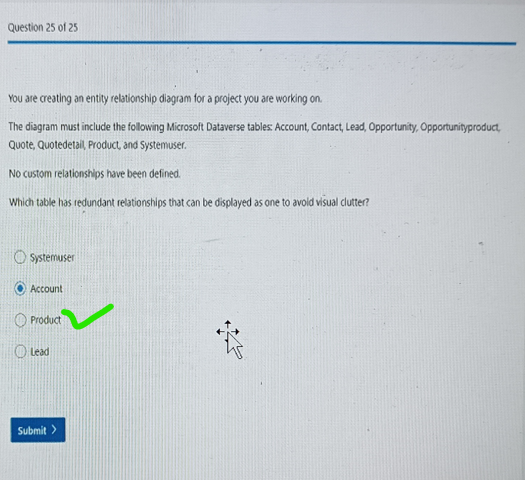 Question 25 of 25
You are creating an entity relationship diagram for a project you are working on.
The diagram must include the following Microsoft Dataverse tables: Account, Contact, Lead, Opportunity, Opportunityproduct,
Quote, Quotedetail, Product, and Systemuser.
No custom relationships have been defined.
Which table has redundant relationships that can be displayed as one to avoid visual clutter?
Systemuser
Account
Product
Lead
Submit >